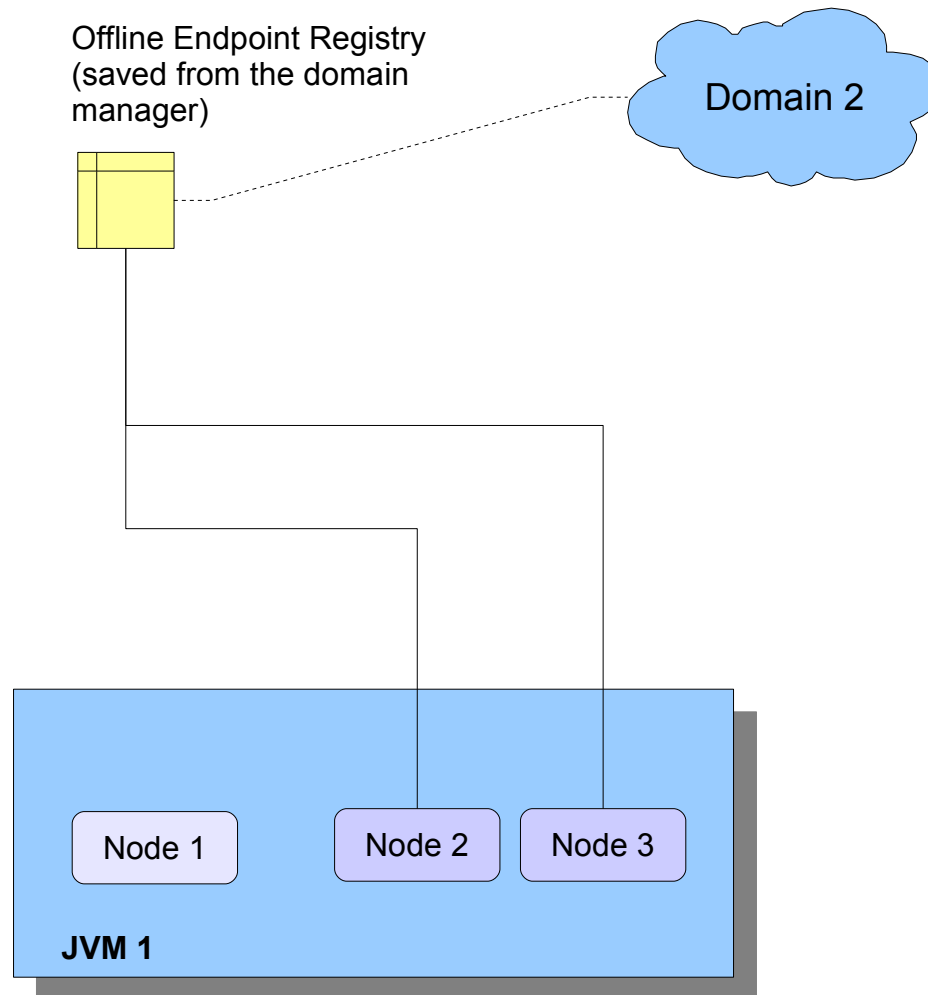 Offline Endpoint Registry
(saved from the domain
manager)
Domain 2
Node 1
Node 2
Node 3
JVM 1